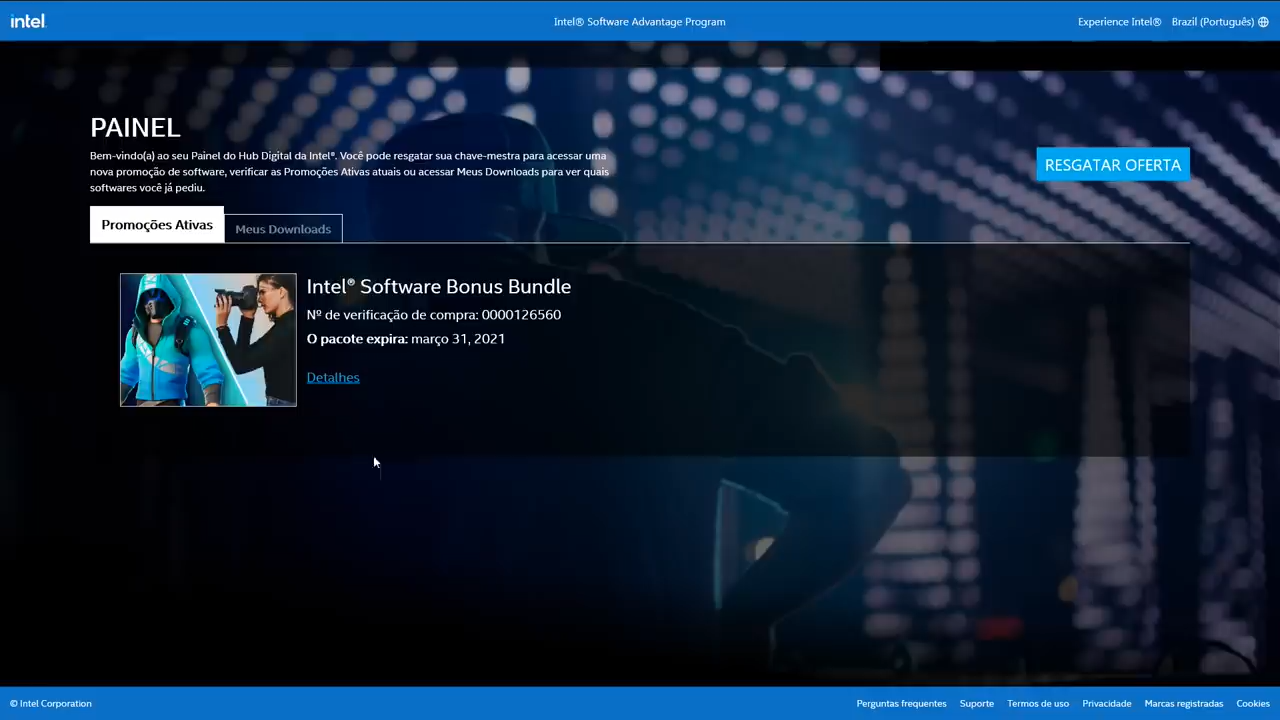 intel
Intel® Software Advantage Program
Experience Intel®
Brazil (Português)
PAINEL
Bem-vindo(a) ao seu Painel do Hub Digital da Intel®. Você pode resgatar sua chave-mestra para acessar uma
nova promoção de software, verificar as Promoções Ativas atuais ou acessar Meus Downloads para ver quais
softwares você já pediu.
RESGATAR OFERTA
Promoções Ativas
Meus Downloads
Intel® Software Bonus Bundle
Nº de verificação de compra: 0000126560
O pacote expira: março 31, 2021
Detalhes
© Intel Corporation
Perguntas frequentes
Suporte
Termos de uso
Privacidade
Marcas registradas
Cookies